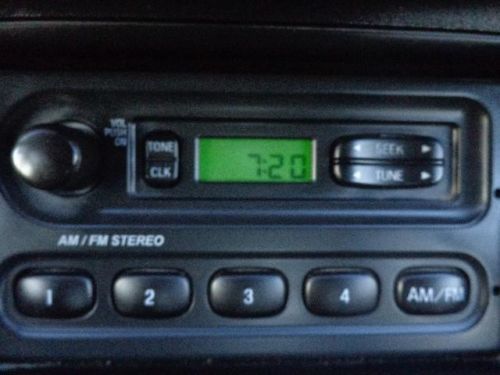 VOL
PUSH
ON
TONE
CLK
7:20
SEEK
TUNE
AM / FM STEREO
1
2
3
4
AM/FM